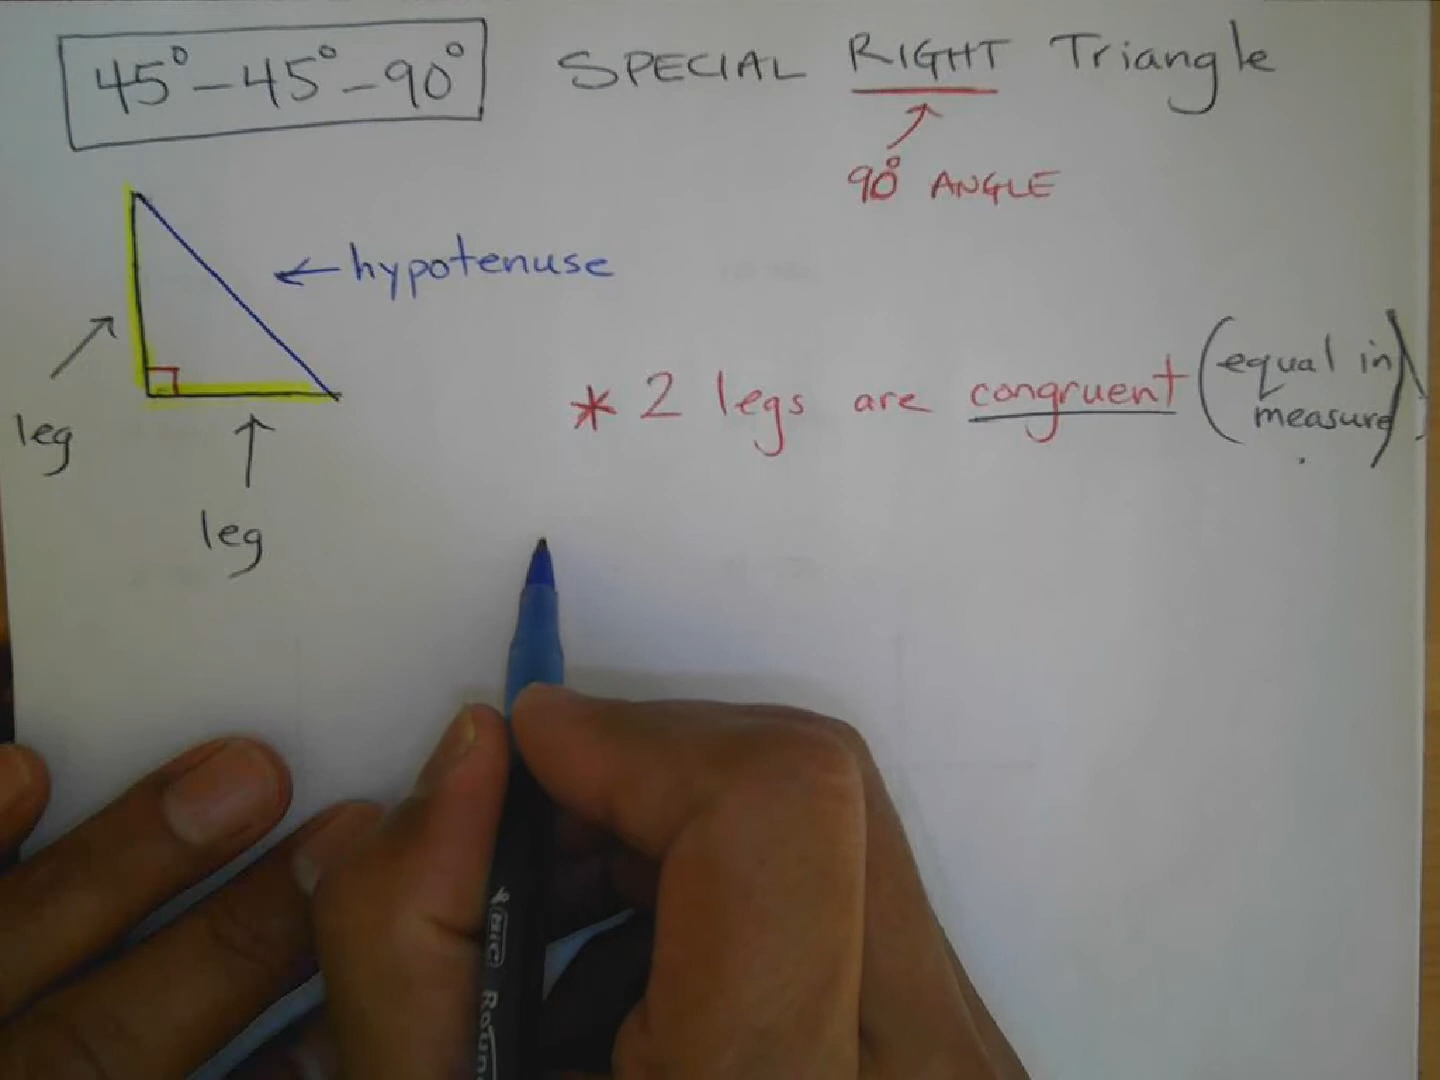 45°-45°-90° SPECIAL RIGHT Triangle
90° ANGLE
← hypotenuse
leg
leg
* 2 legs are congruent (equal in
measure)
BIC Roun